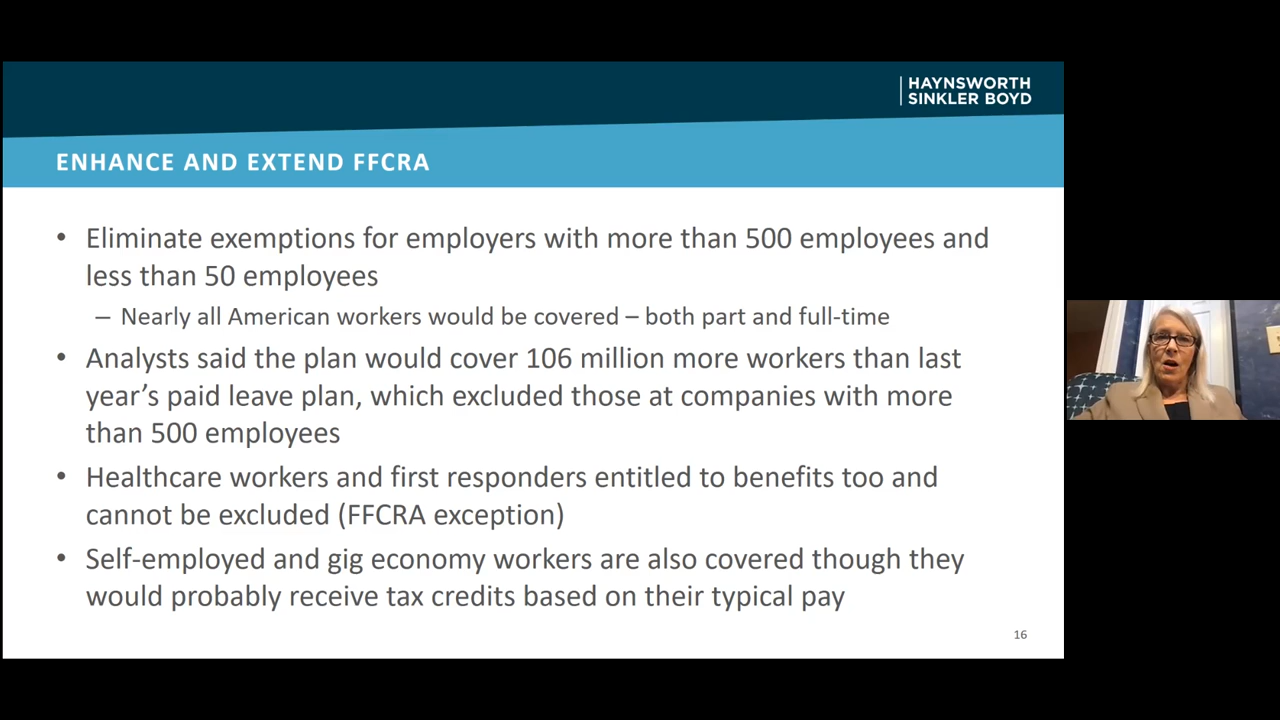 HAYNSWORTH
SINKLER BOYD
ENHANCE AND EXTEND FFCRA
• Eliminate exemptions for employers with more than 500 employees and
less than 50 employees
– Nearly all American workers would be covered – both part and full-time
• Analysts said the plan would cover 106 million more workers than last
year’s paid leave plan, which excluded those at companies with more
than 500 employees
• Healthcare workers and first responders entitled to benefits too and
cannot be excluded (FFCRA exception)
• Self-employed and gig economy workers are also covered though they
would probably receive tax credits based on their typical pay
16